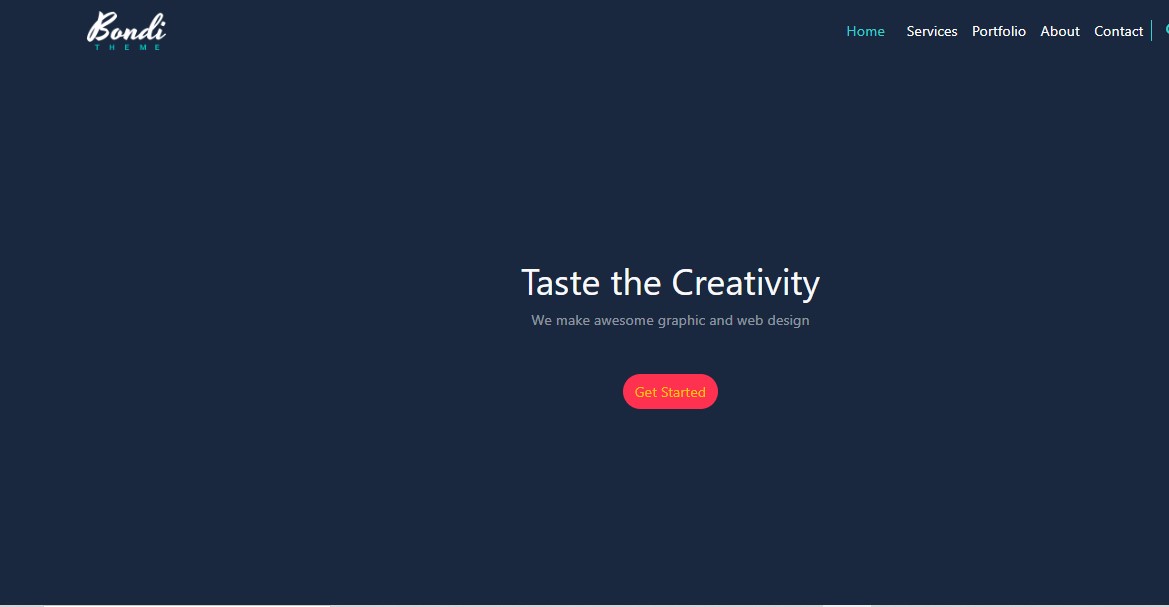 Bondi
THEME
Home Services Portfolio About Contact
Taste the Creativity
We make awesome graphic and web design
Get Started